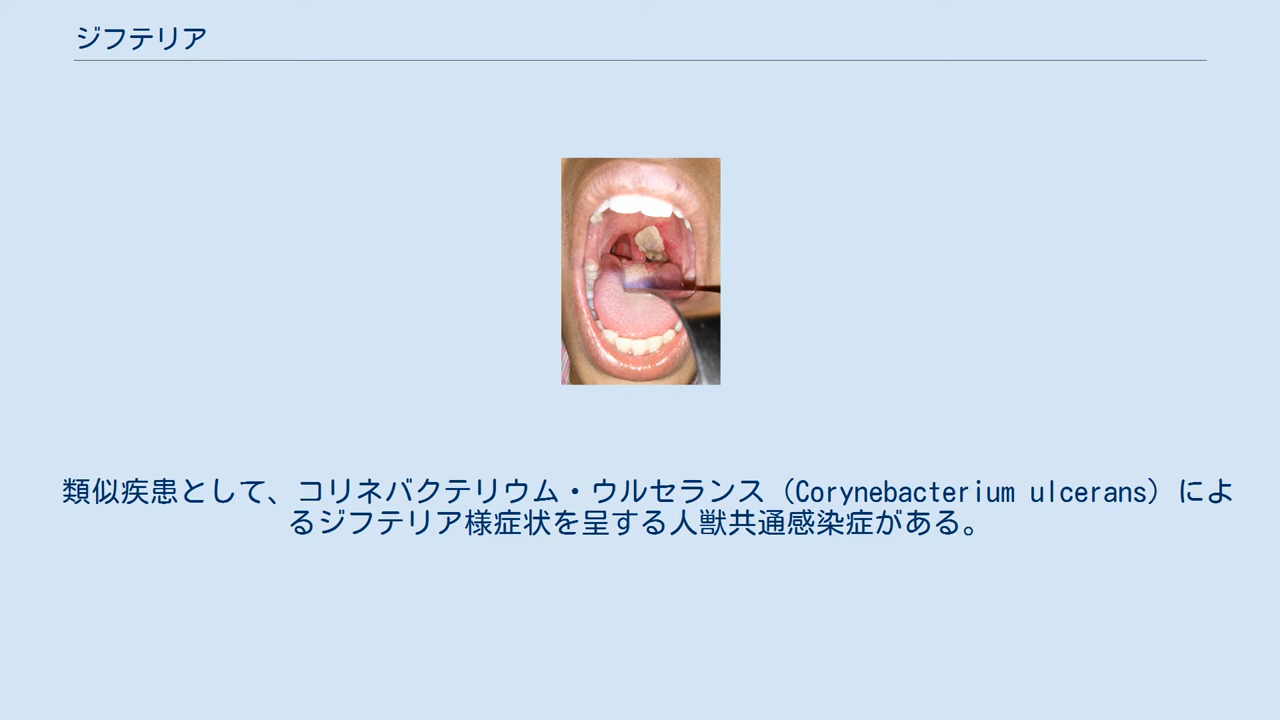 ジフテリア
類似疾患として、コリネバクテリウム・ウルセランス（Corynebacterium ulcerans）によ
るジフテリア様症状を呈する人獣共通感染症がある。